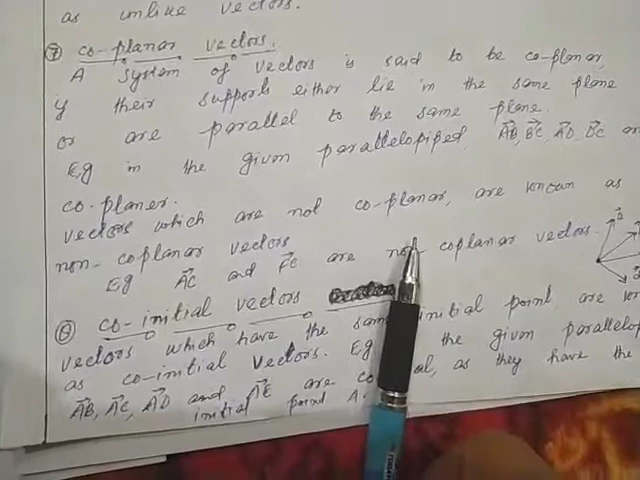 as unlike vectors.
⑦ co-planar vectors.
A system of vectors is said to be co-planar,
if their supports either lie in the same plane
or are parallel to the same plane.
E.g in the given parallelopiped, AB, BC, AD, DC are
co-planer.
vectors which are not co-planar, are known as
non-coplanar vectors
Eg AC and FC are not coplanar vectors
⑧ co-initial vectors
vectors which have the same initial point, are
as co-initial vectors. Eg the given parallelop
AB, AC, AD and AE are as they have the
initial point A.